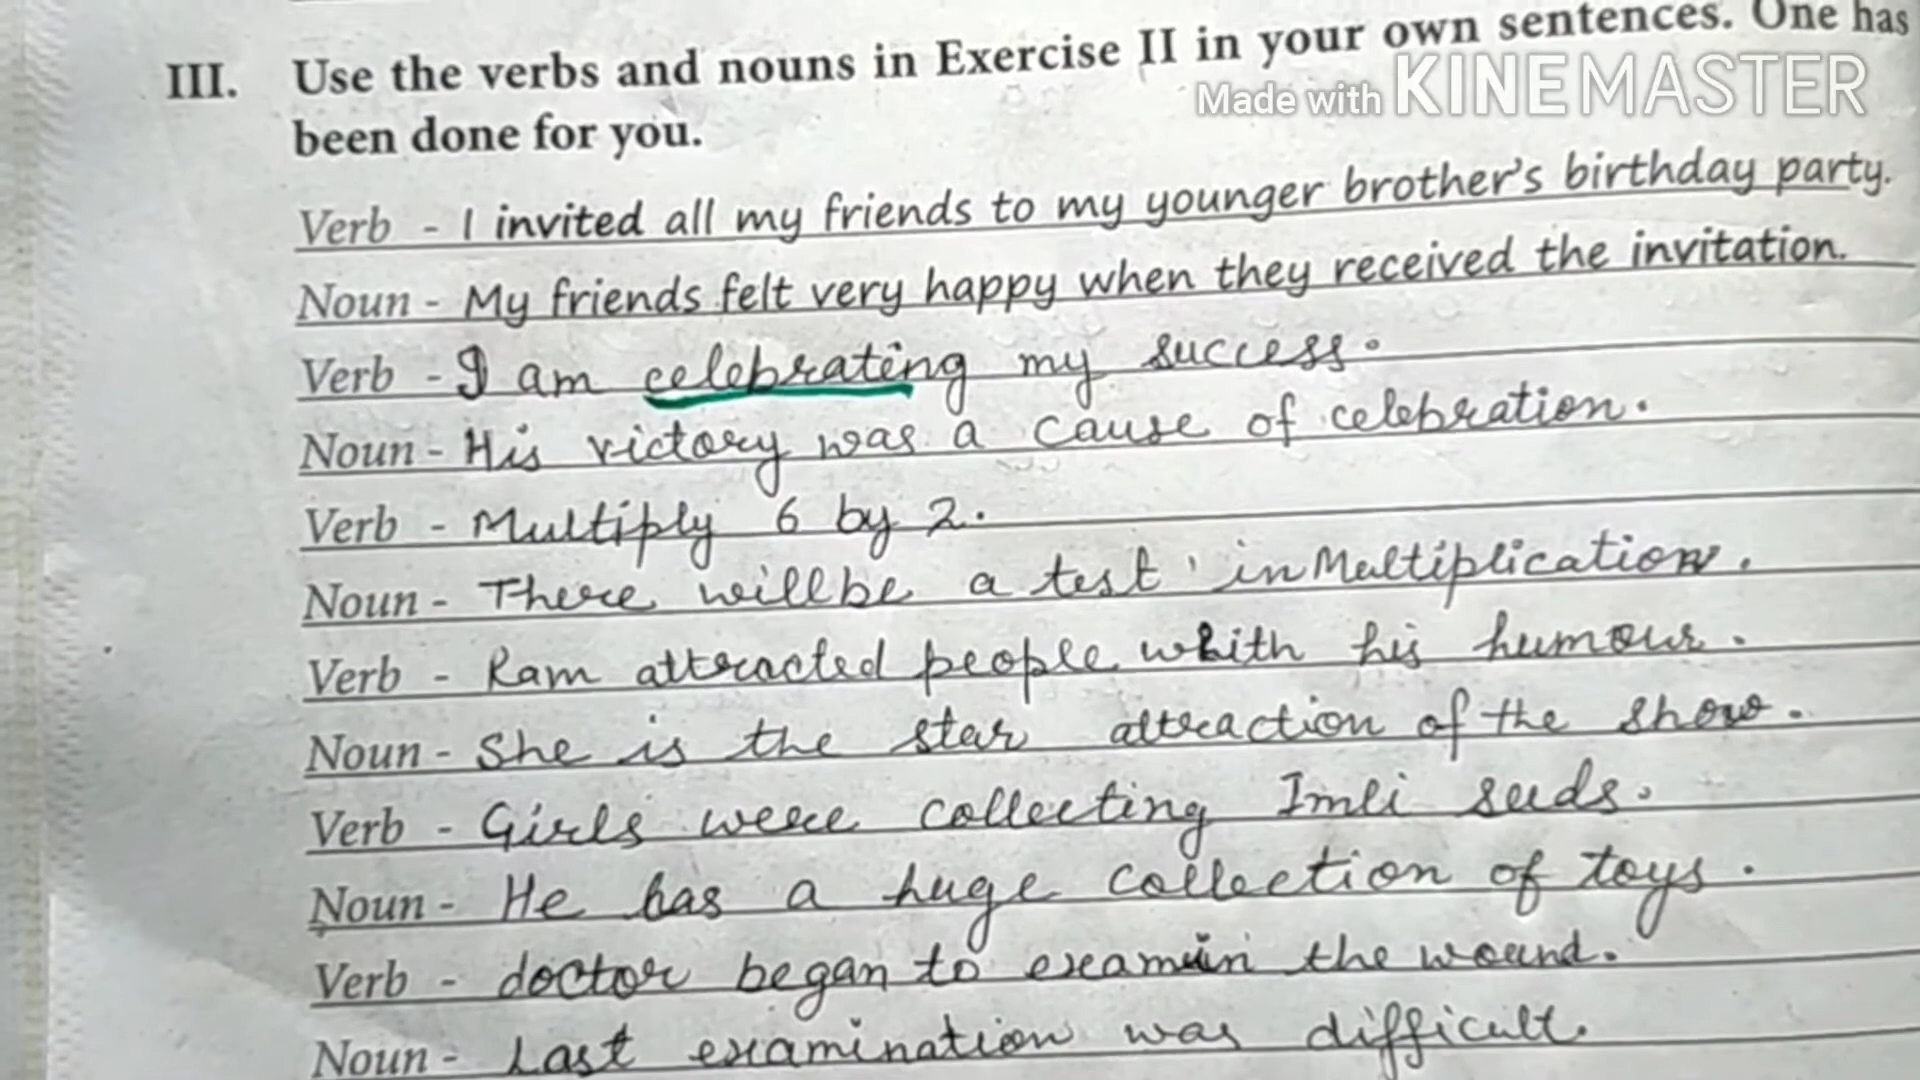 III. Use the verbs and nouns in Exercise II in your own sentences. One has
Made with KINEMASTER
been done for you.
Verb - I invited all my friends to my younger brother's birthday party.
Noun - My friends felt very happy when they received the invitation.
Verb - I am celebrating my success.
Noun - His victory was a cause of celebration.
Verb - Multiply 6 by 2.
Noun - There will be a test in Multiplication.
Verb - Ram attracted people whith his humour.
Noun - She is the star attraction of the show.
Verb - Girls were collecting Imli seeds.
Noun - He has a huge collection of toys.
Verb - doctor began to examin the wound.
Noun - Last examination was difficult.